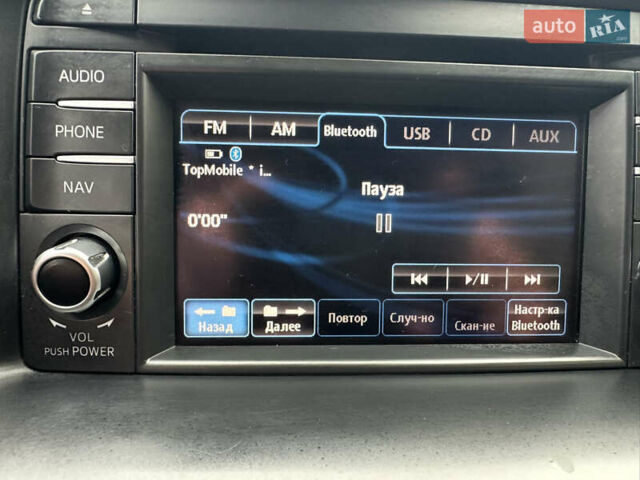 auto RIA .com
AUDIO
PHONE
NAV
VOL
PUSH POWER
FM AM Bluetooth USB CD AUX
TopMobile * i...
Пауза
0'00"
Назад Далее Повтор Случ-но Скан-ие Настр-ка Bluetooth